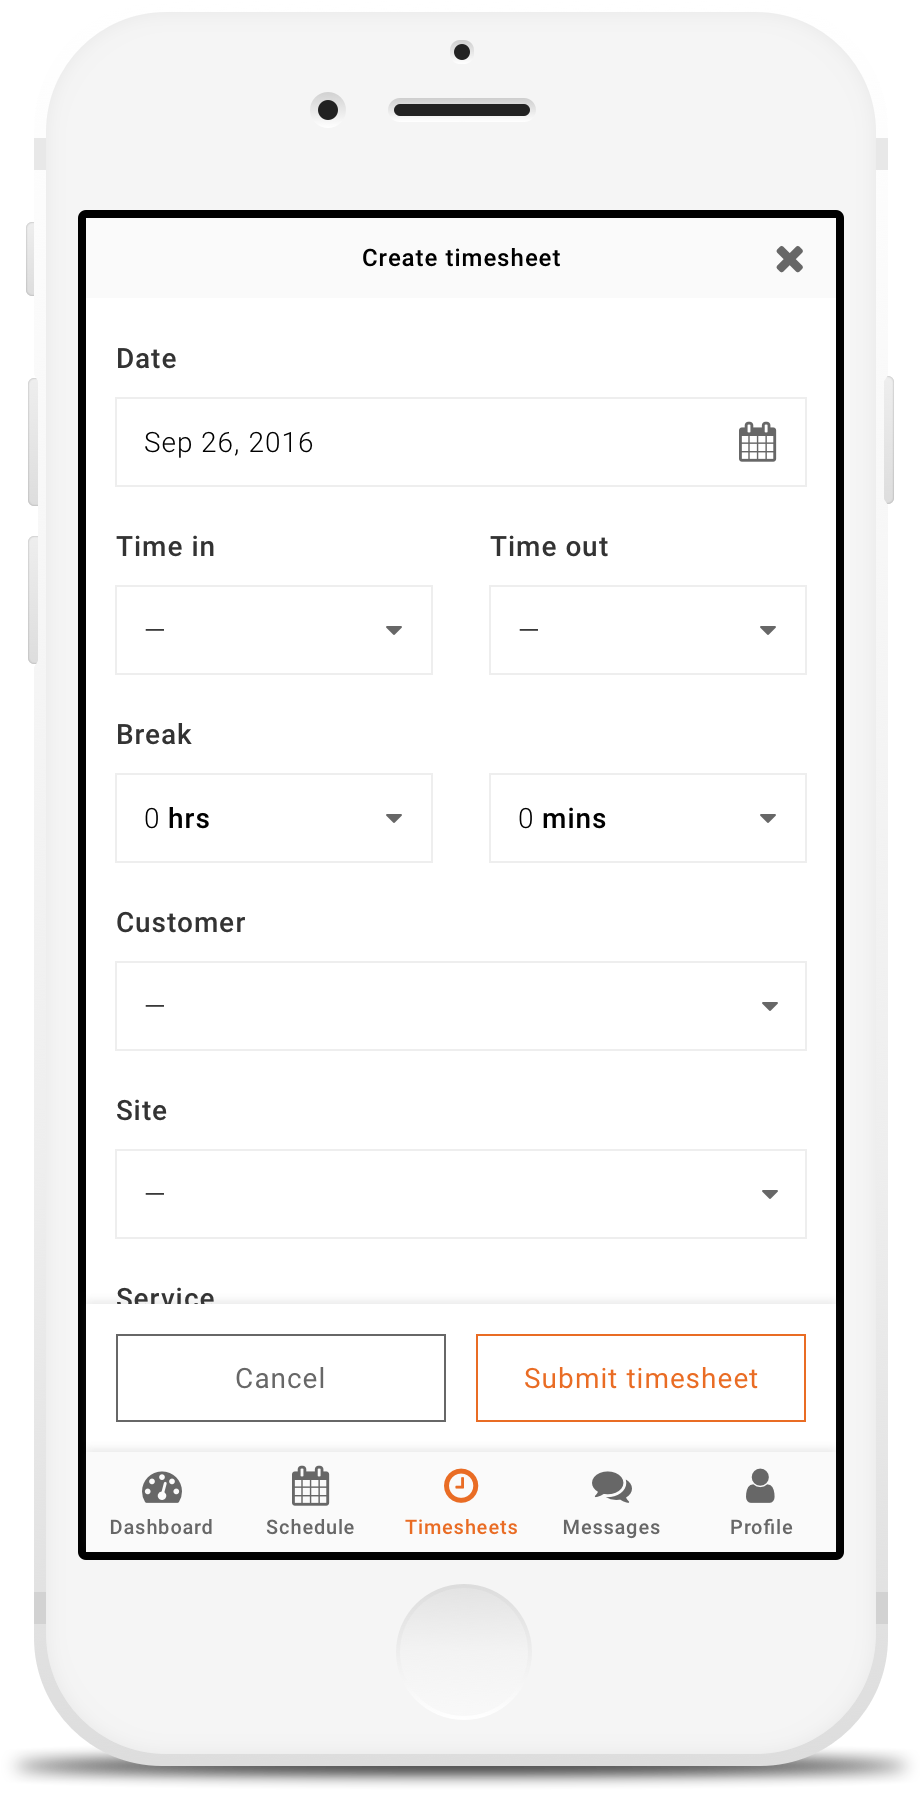 Create timesheet
Date
Sep 26, 2016
Time in Time out
— —
Break
0 hrs 0 mins
Customer
—
Site
—
Service
Cancel Submit timesheet
Dashboard Schedule Timesheets Messages Profile